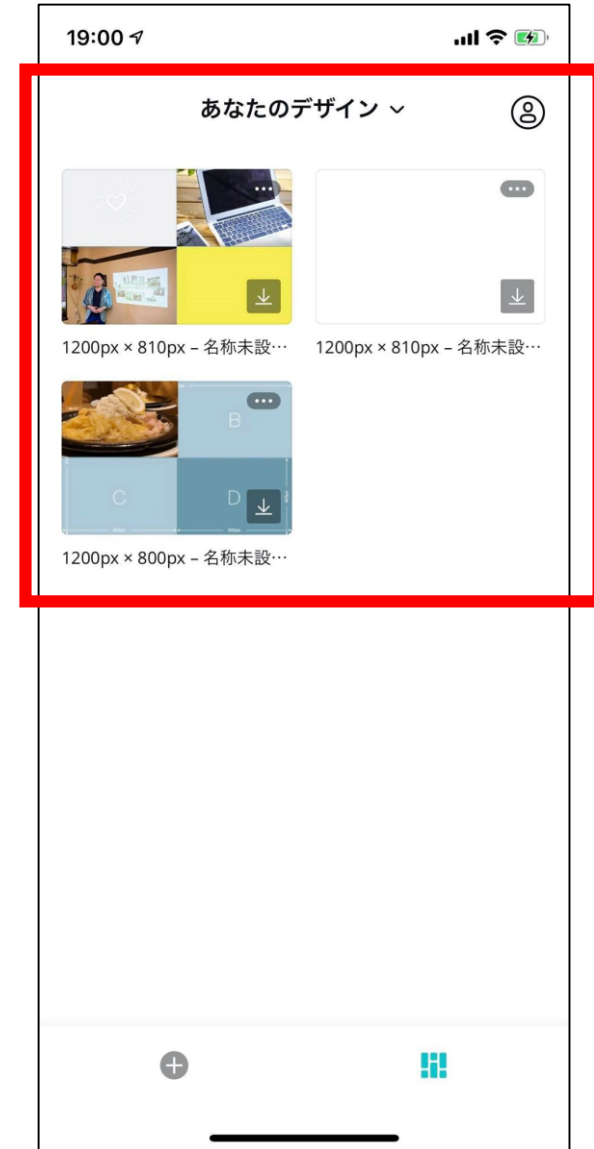 19:00
あなたのデザイン
1200px × 810px – 名称未設…
1200px × 810px – 名称未設…
B
C
D
1200px × 800px – 名称未設…